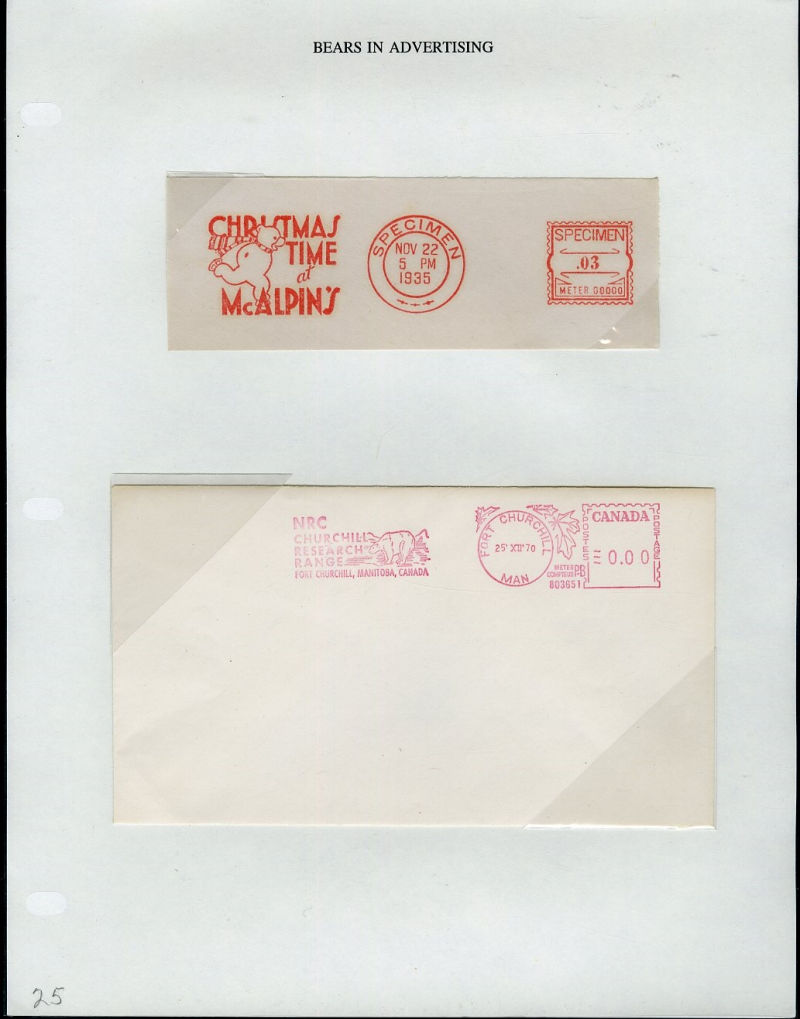 BEARS IN ADVERTISING
CHRISTMAS
TIME
at
McALPIN'S
SPECIMEN
NOV 22
5 PM
1935
SPECIMEN
.03
METER 00000
NRC
CHURCHILL
RESEARCH
RANGE
FORT CHURCHILL, MANITOBA, CANADA
FORT CHURCHILL
25 XII 70
MAN
METER
COMPTEUR
PB
803651
CANADA
POSTES
POSTAGE
0.00
25